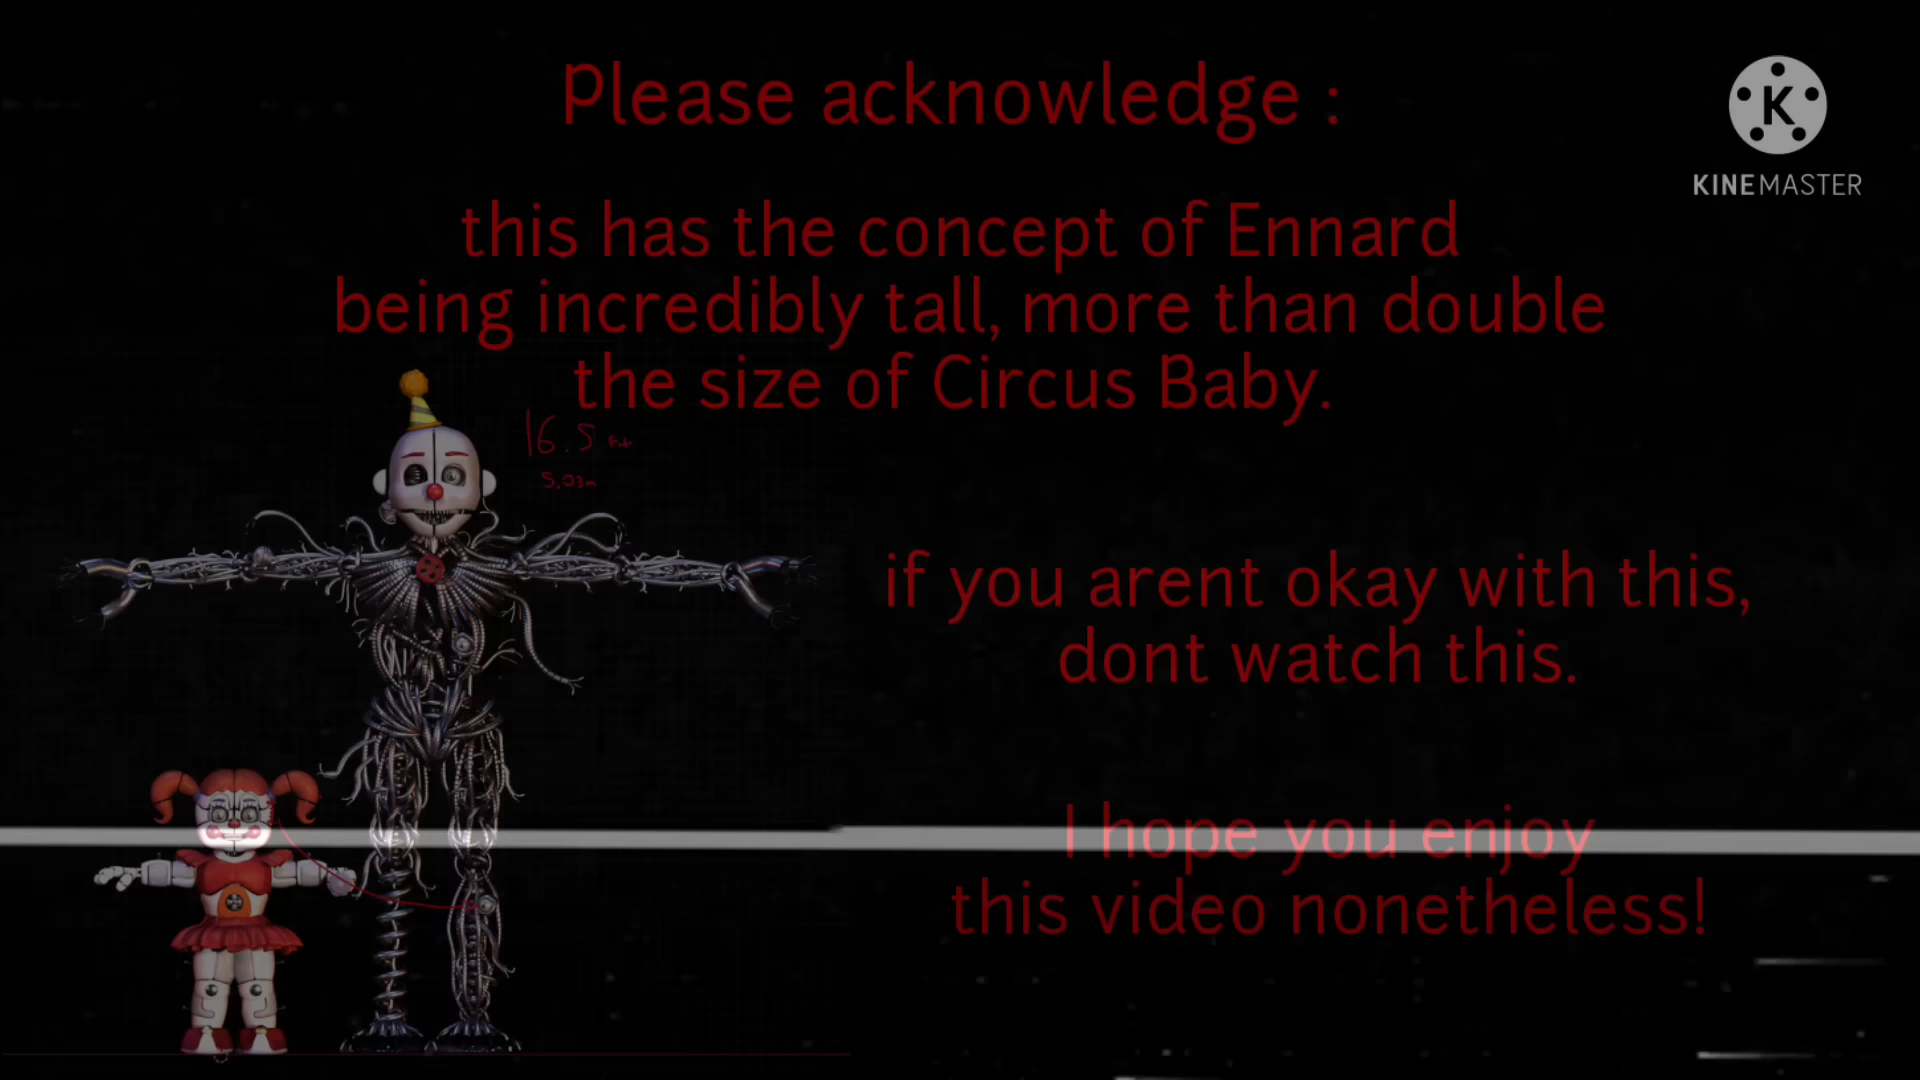 Please acknowledge :
K
KINEMASTER
this has the concept of Ennard
being incredibly tall, more than double
the size of Circus Baby.
16.5 Ft
5.03m
if you arent okay with this,
dont watch this.
I hope you enjoy
this video nonetheless!